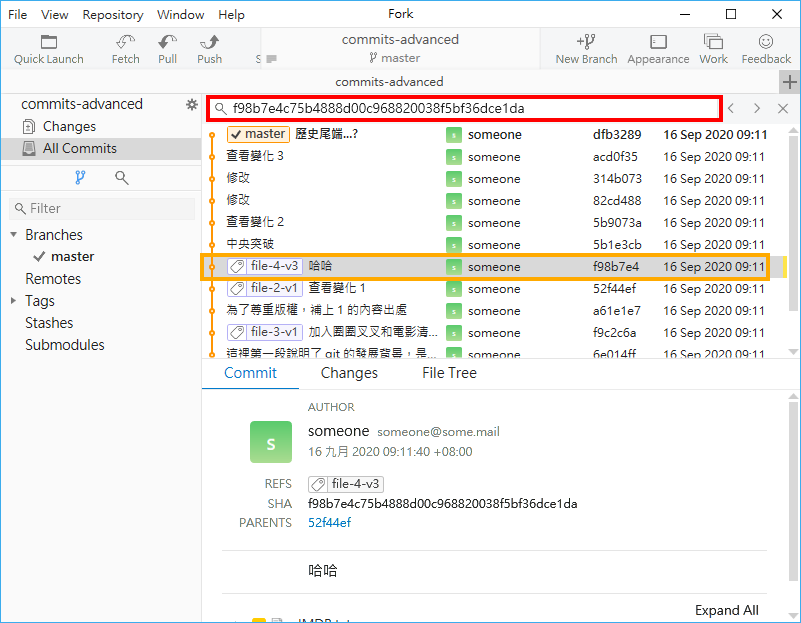 File View Repository Window Help Fork
Quick Launch Fetch Pull Push S commits-advanced master New Branch Appearance Work Feedback
commits-advanced
commits-advanced
Changes
All Commits
Filter
Branches
master
Remotes
Tags
Stashes
Submodules
f98b7e4c75b4888d00c968820038f5bf36dce1da
master 歷史尾端...? s someone dfb3289 16 Sep 2020 09:11
查看變化 3 s someone acd0f35 16 Sep 2020 09:11
修改 s someone 314b073 16 Sep 2020 09:11
修改 s someone 82cd488 16 Sep 2020 09:11
查看變化 2 s someone 5b9073a 16 Sep 2020 09:11
中央突破 s someone 5b1e3cb 16 Sep 2020 09:11
file-4-v3 哈哈 s someone f98b7e4 16 Sep 2020 09:11
file-2-v1 查看變化 1 s someone 52f44ef 16 Sep 2020 09:11
為了尊重版權，補上 1 的內容出處 s someone a61e1e7 16 Sep 2020 09:11
file-3-v1 加入圈圈叉叉和電影清... s someone f9c2c6a 16 Sep 2020 09:11
這裡第一段說明了 git 的發展背景，是... s someone 6e014ff 16 Sep 2020 09:11
Commit Changes File Tree
AUTHOR
s someone someone@some.mail
16 九月 2020 09:11:40 +08:00
REFS file-4-v3
SHA f98b7e4c75b4888d00c968820038f5bf36dce1da
PARENTS 52f44ef
哈哈
Expand All